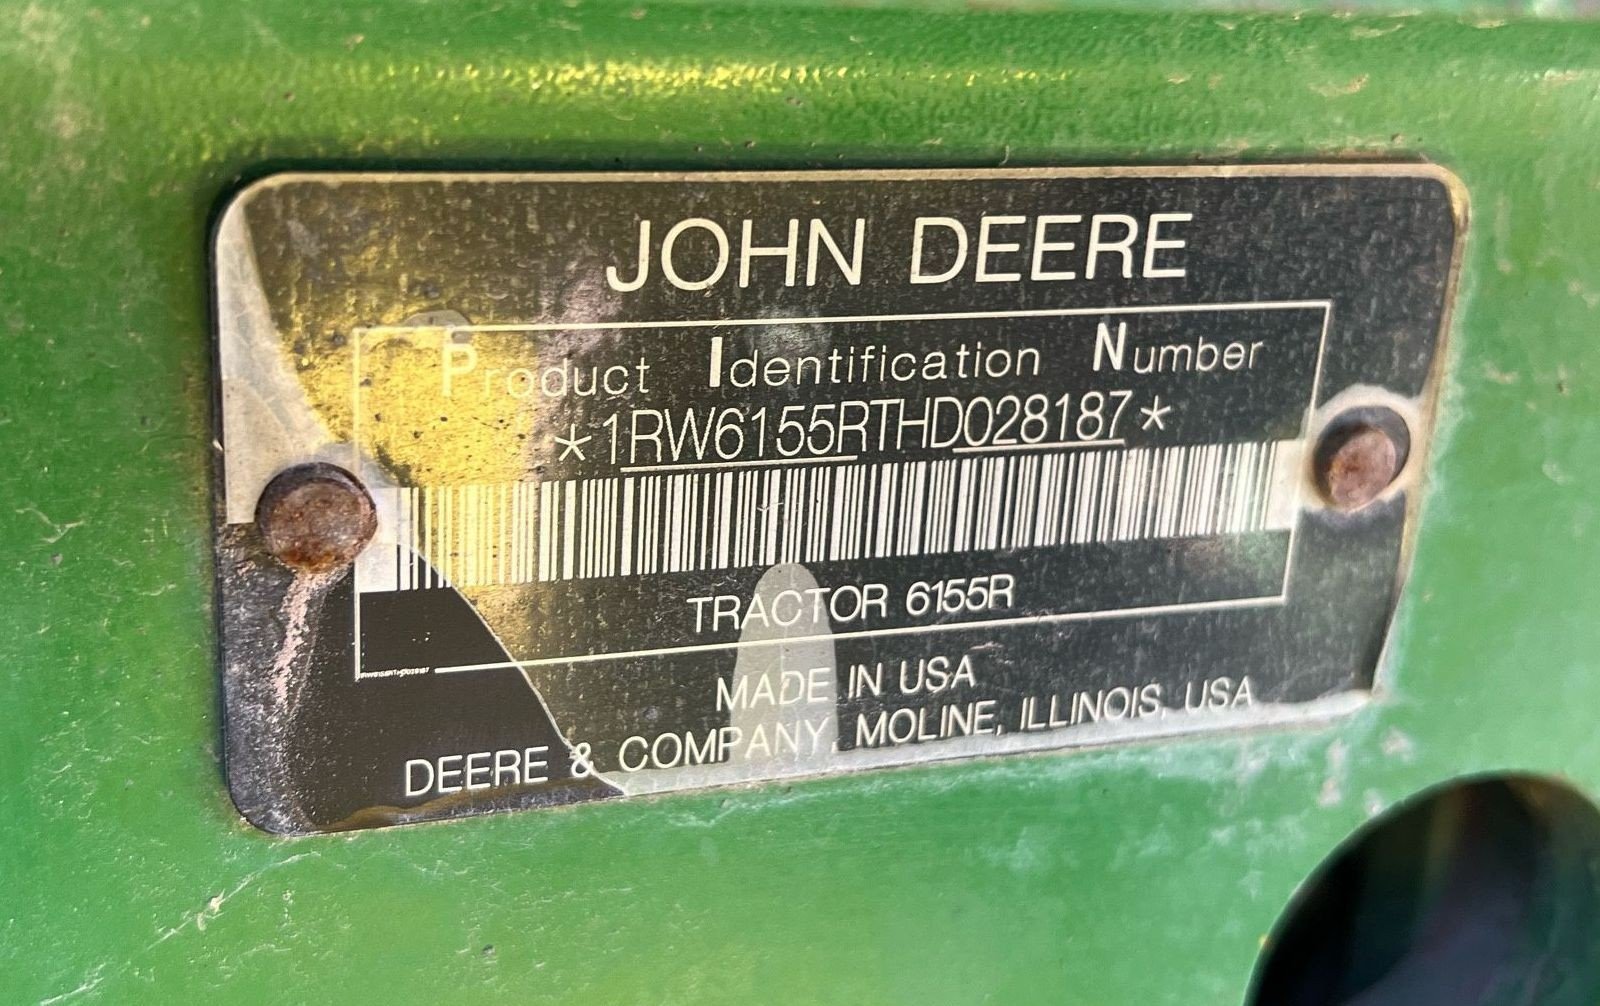 JOHN DEERE
Product Identification Number
*1RW6155RTHD028187*
TRACTOR 6155R
MADE IN USA
DEERE & COMPANY, MOLINE, ILLINOIS, USA